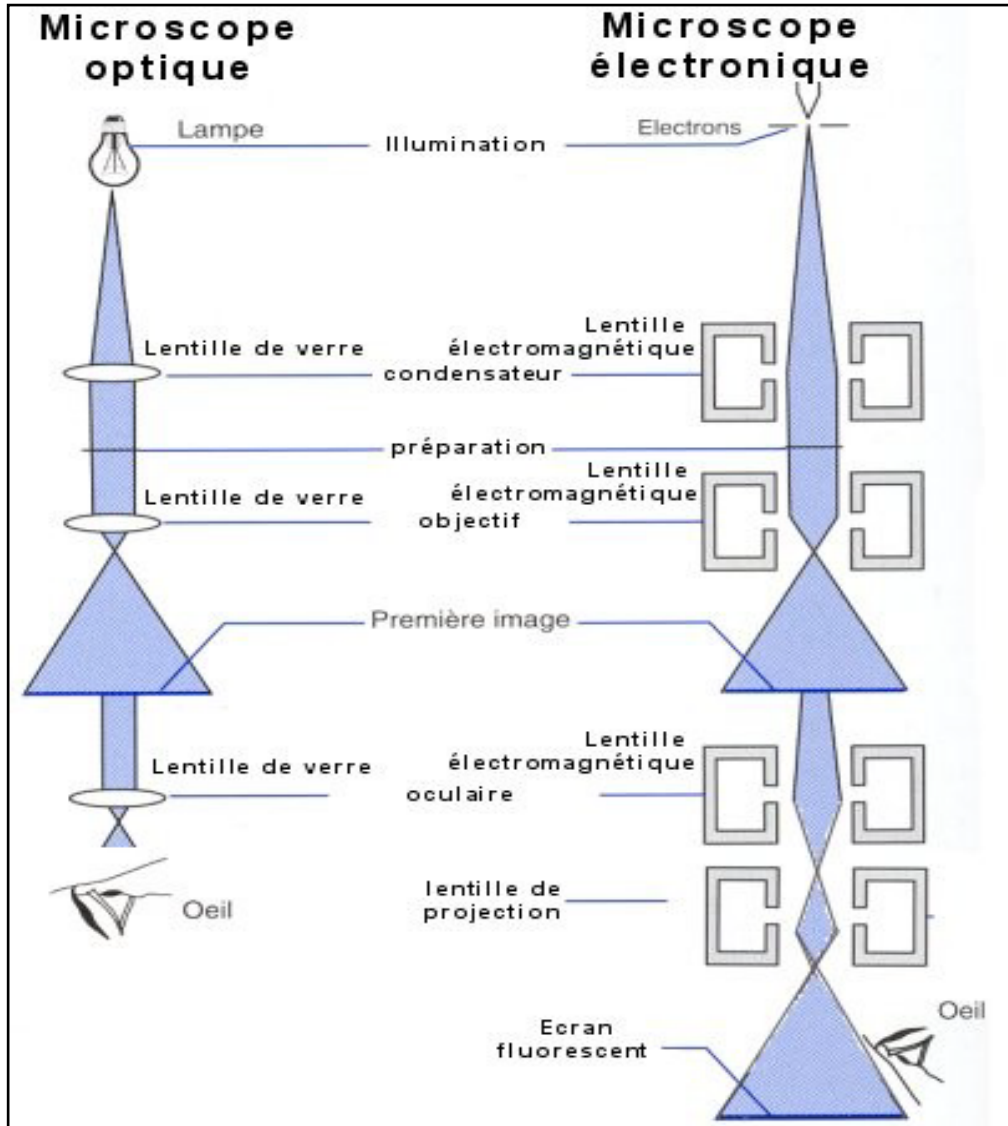 Microscope
optique
Microscope
électronique
Lampe
Illumination
Electrons
Lentille de verre
Lentille
électromagnétique
condensateur
préparation
Lentille de verre
Lentille
électromagnétique
objectif
Première image
Lentille de verre
Lentille
électromagnétique
oculaire
Oeil
lentille de
projection
Oeil
Ecran
fluorescent